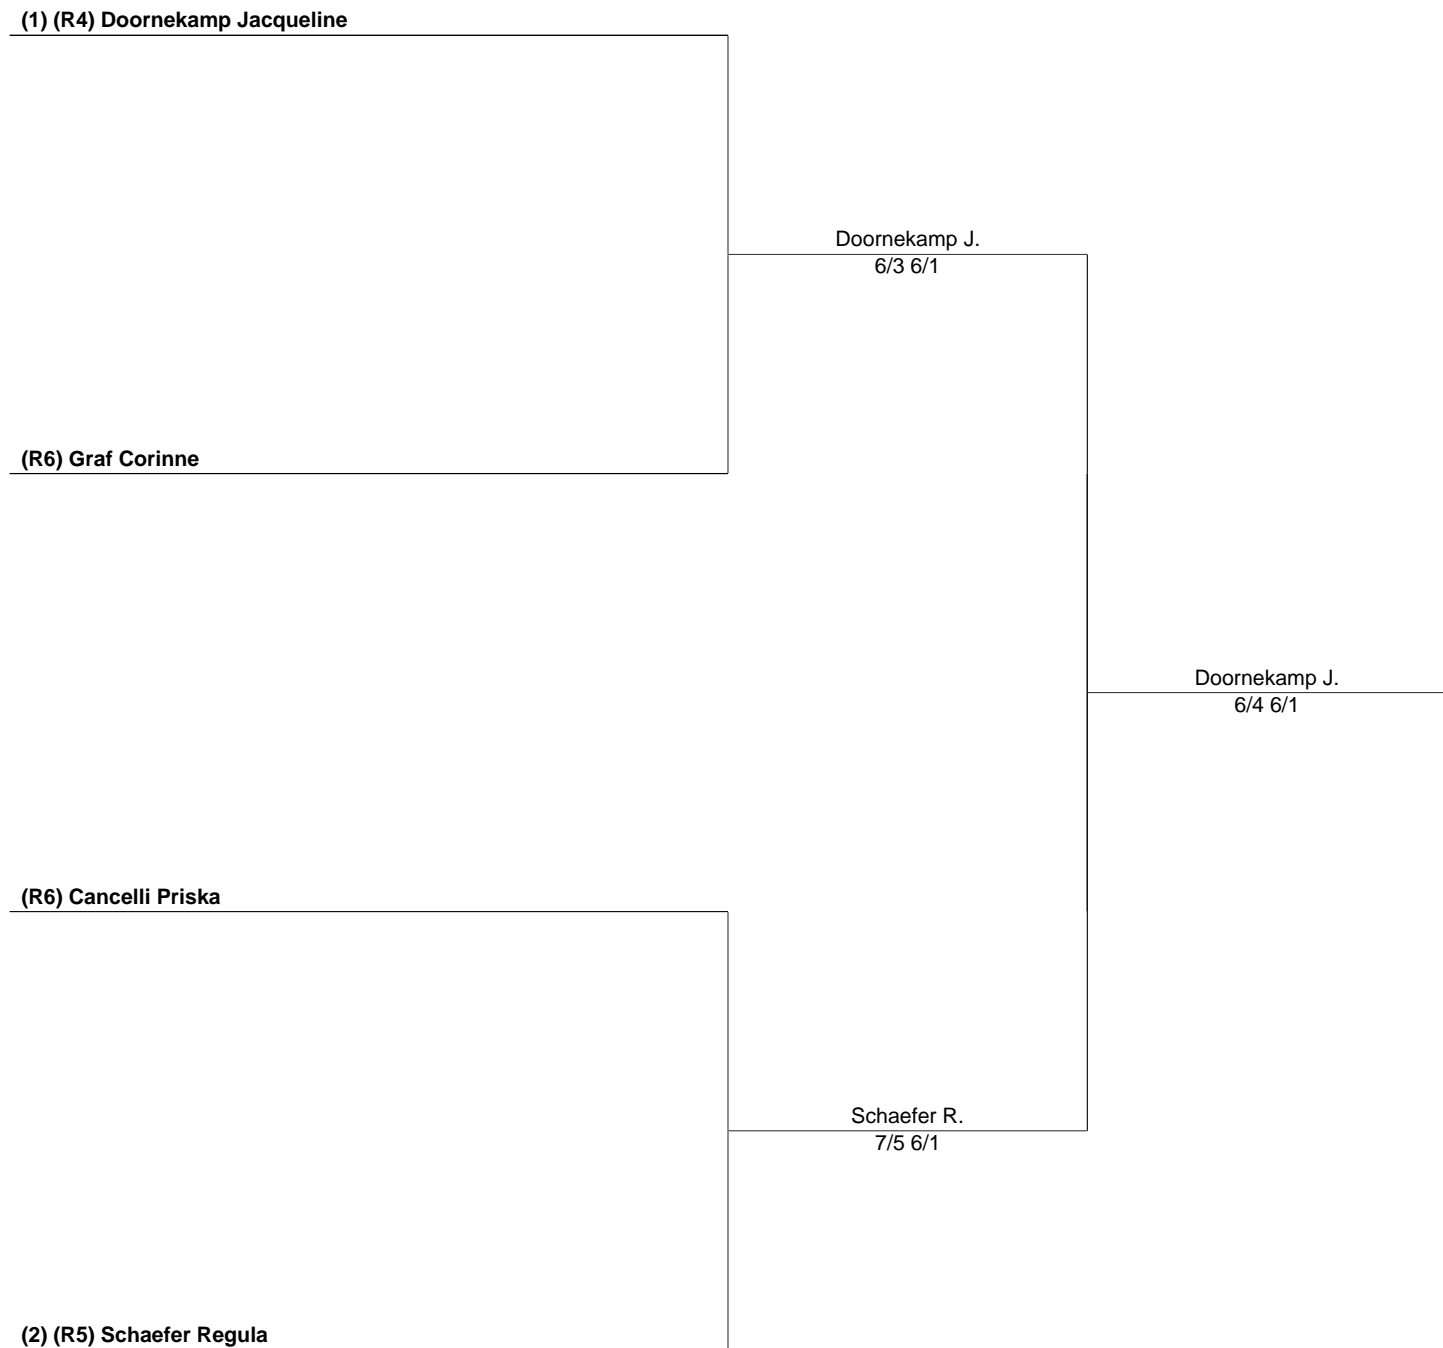 (1) (R4) Doornekamp Jacqueline
Doornekamp J.
6/3 6/1
(R6) Graf Corinne
Doornekamp J.
6/4 6/1
(R6) Cancelli Priska
Schaefer R.
7/5 6/1
(2) (R5) Schaefer Regula